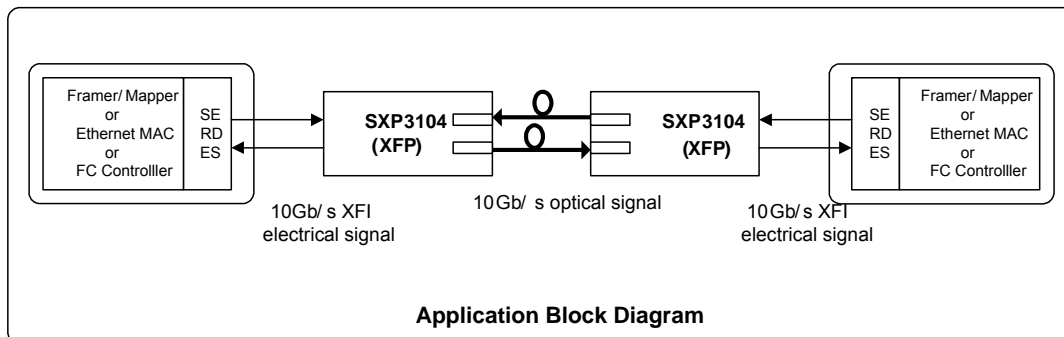 Framer/ Mapper
or
Ethernet MAC
or
FC Controlller
SE
RD
ES
SXP3104
(XFP)
SXP3104
(XFP)
SE
RD
ES
Framer/ Mapper
or
Ethernet MAC
or
FC Controlller
10Gb/ s XFI
electrical signal
10Gb/ s optical signal
10Gb/ s XFI
electrical signal
Application Block Diagram